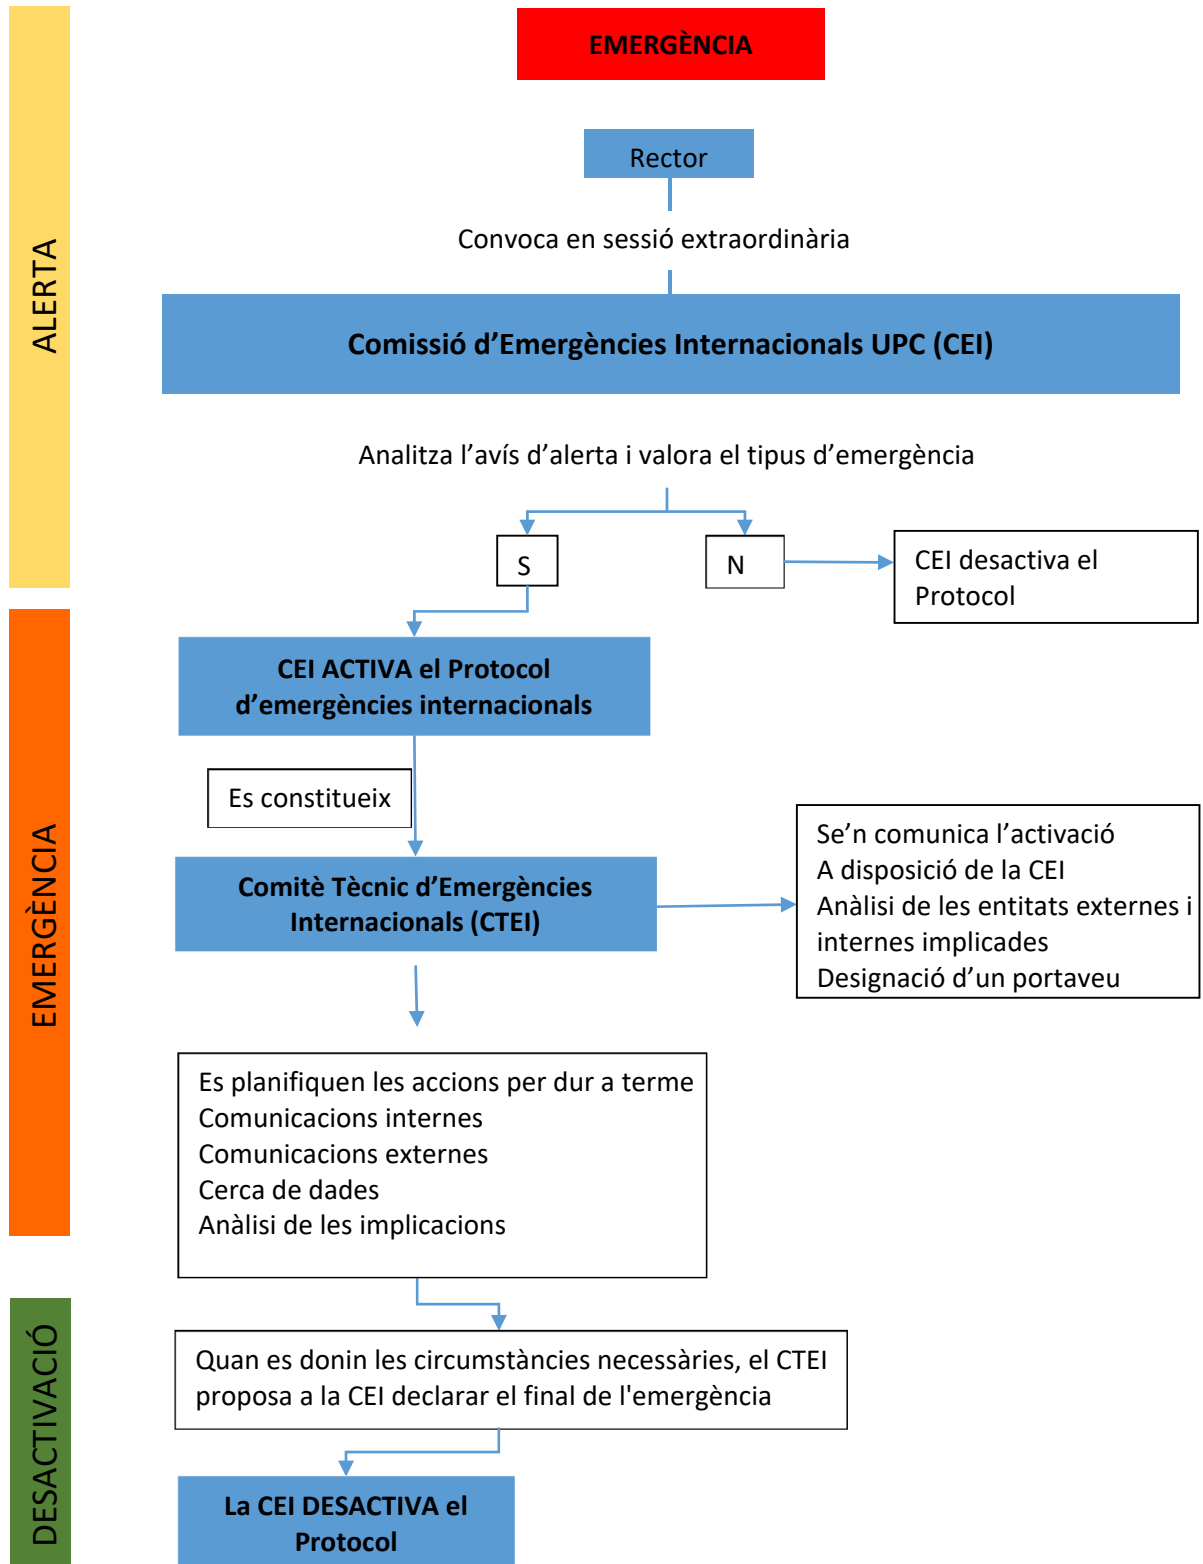 EMERGÈNCIA
ALERTA
Rector
Convoca en sessió extraordinària
Comissió d’Emergències Internacionals UPC (CEI)
Analitza l’avís d’alerta i valora el tipus d’emergència
S
N
CEI desactiva el
Protocol
EMERGÈNCIA
CEI ACTIVA el Protocol
d’emergències internacionals
Es constitueix
Comitè Tècnic d’Emergències
Internacionals (CTEI)
Se’n comunica l’activació
A disposició de la CEI
Anàlisi de les entitats externes i
internes implicades
Designació d’un portaveu
Es planifiquen les accions per dur a terme
Comunicacions internes
Comunicacions externes
Cerca de dades
Anàlisi de les implicacions
DESACTIVACIÓ
Quan es donin les circumstàncies necessàries, el CTEI
proposa a la CEI declarar el final de l'emergència
La CEI DESACTIVA el
Protocol